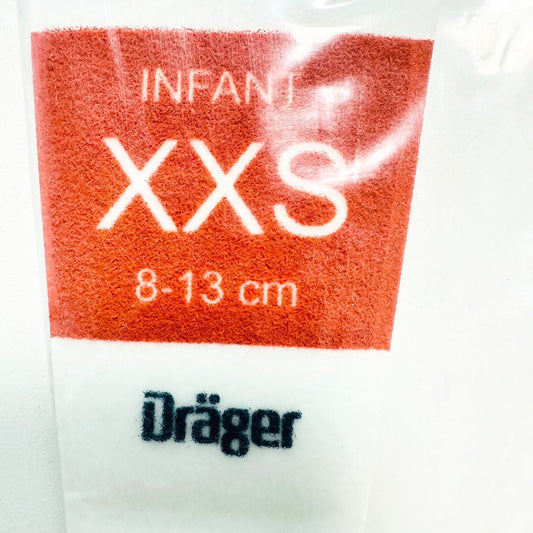 INFANT
XXS
8-13 cm
Dräger